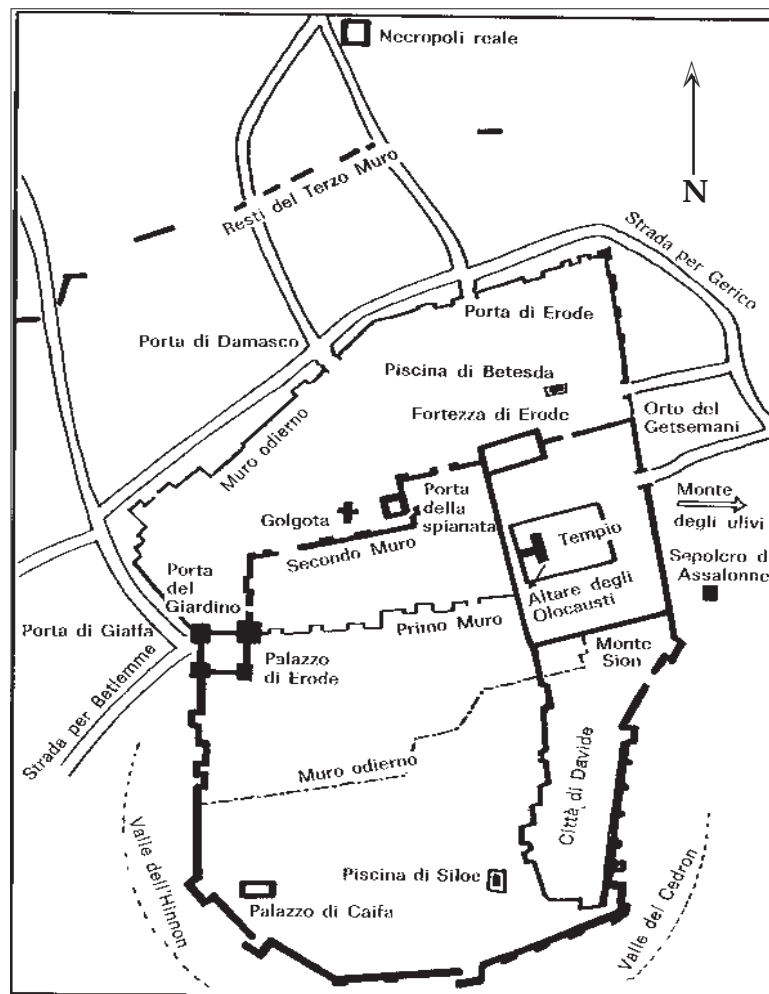 Necropoli reale
N
Resti del Terzo Muro
Strada per Gerico
Porta di Erode
Porta di Damasco
Piscina di Betesda
Fortezza di Erode
Orto del
Getsemani
Muro odierno
Porta
della
spianata
Monte
degli ulivi
Golgota
Secondo Muro
Tempio
Sepolcro d
Assalonne
Altare degli
Olocausti
Porta
del
Giardino
Primo Muro
Porta di Giaffa
Monte
Sion
Palazzo
di Erode
Strada per Betlemme
Muro odierno
Città di Davide
Valle dell'Hinnon
Piscina di Siloe
Palazzo di Caifa
Valle del Cedron